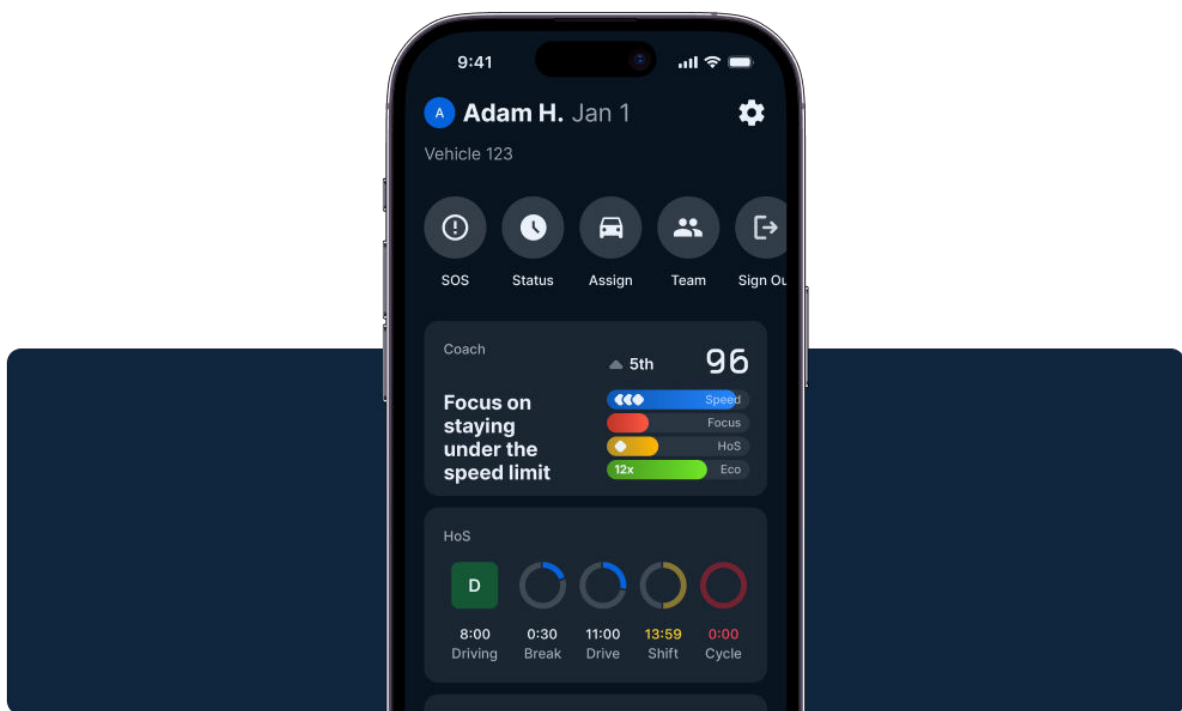 9:41
A
Adam H. Jan 1
Vehicle 123
SOS Status Assign Team Sign Ou
Coach
5th 96
Focus on
staying
under the
speed limit
Speed
Focus
HoS
12x Eco
HoS
D
8:00 0:30 11:00 13:59 0:00
Driving Break Drive Shift Cycle